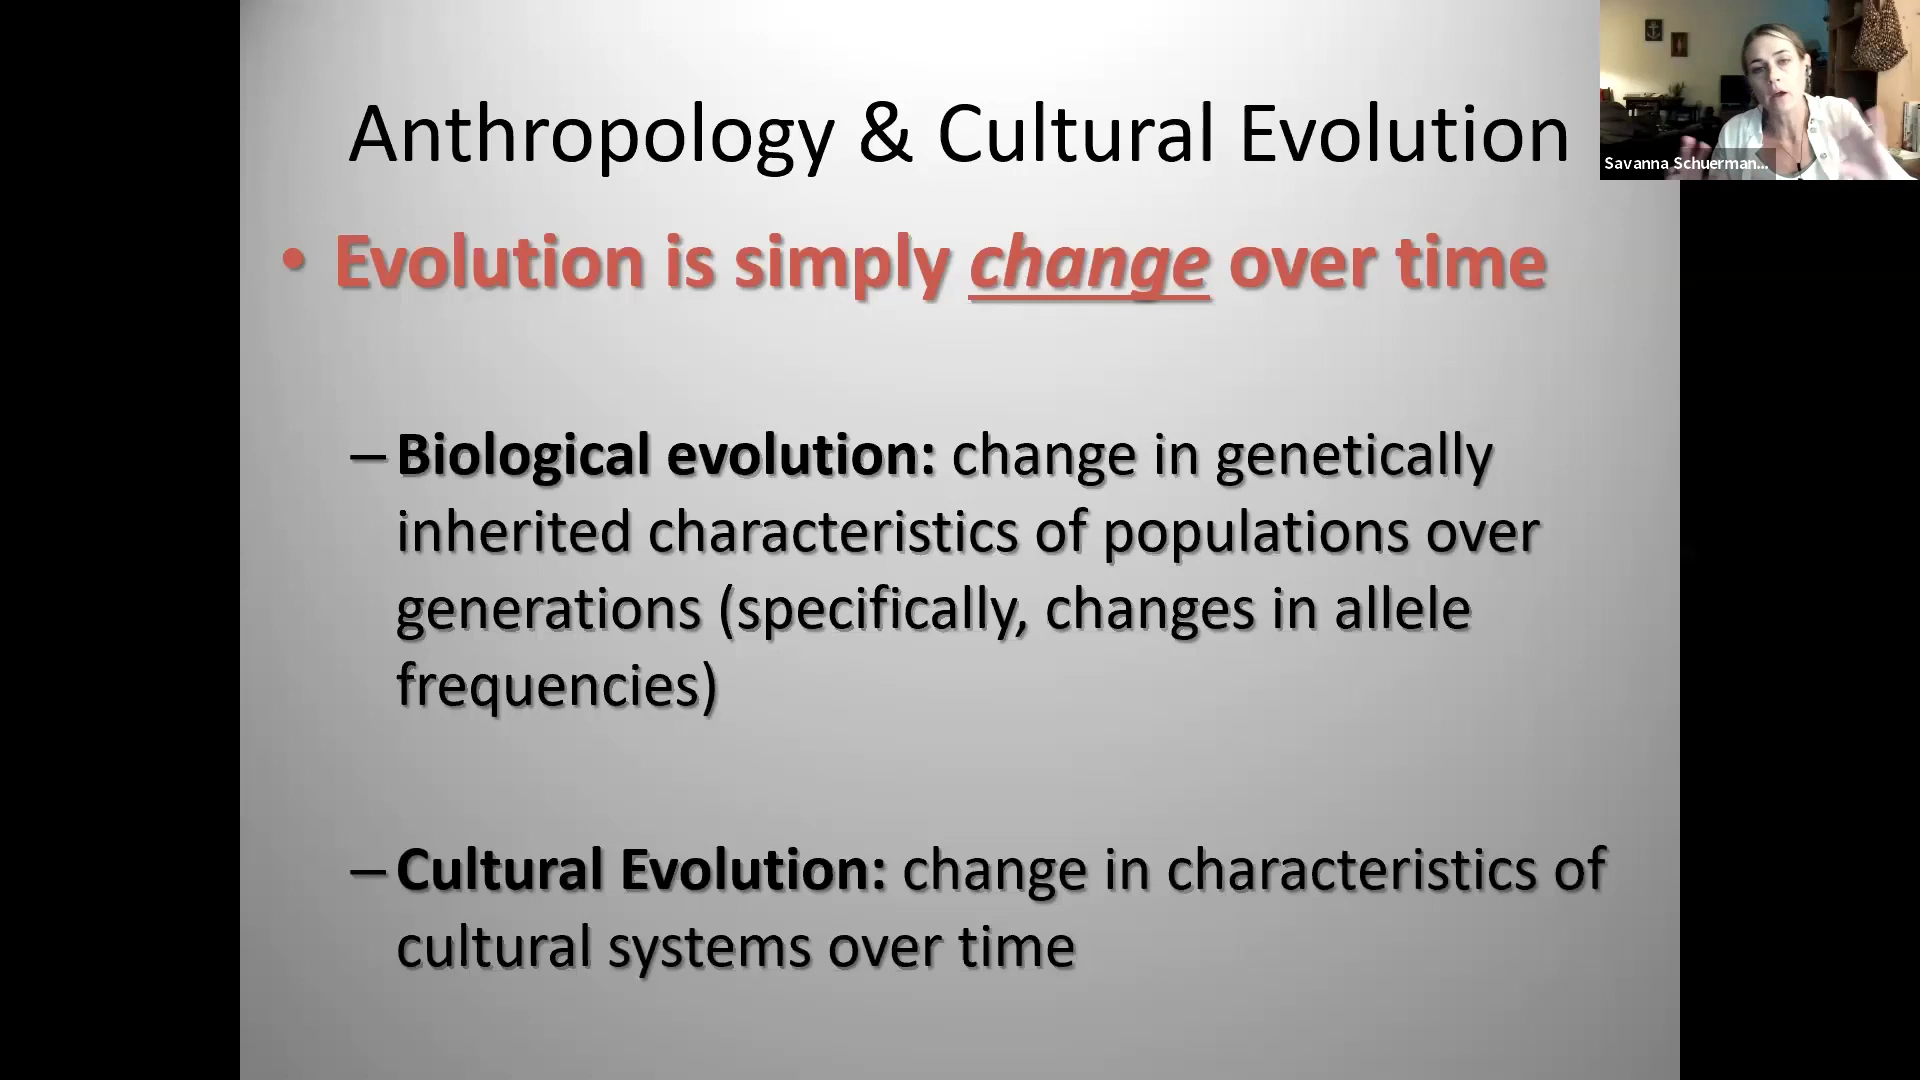 Anthropology & Cultural Evolution
• Evolution is simply change over time
– Biological evolution: change in genetically
inherited characteristics of populations over
generations (specifically, changes in allele
frequencies)
– Cultural Evolution: change in characteristics of
cultural systems over time
Savanna Schuerman...